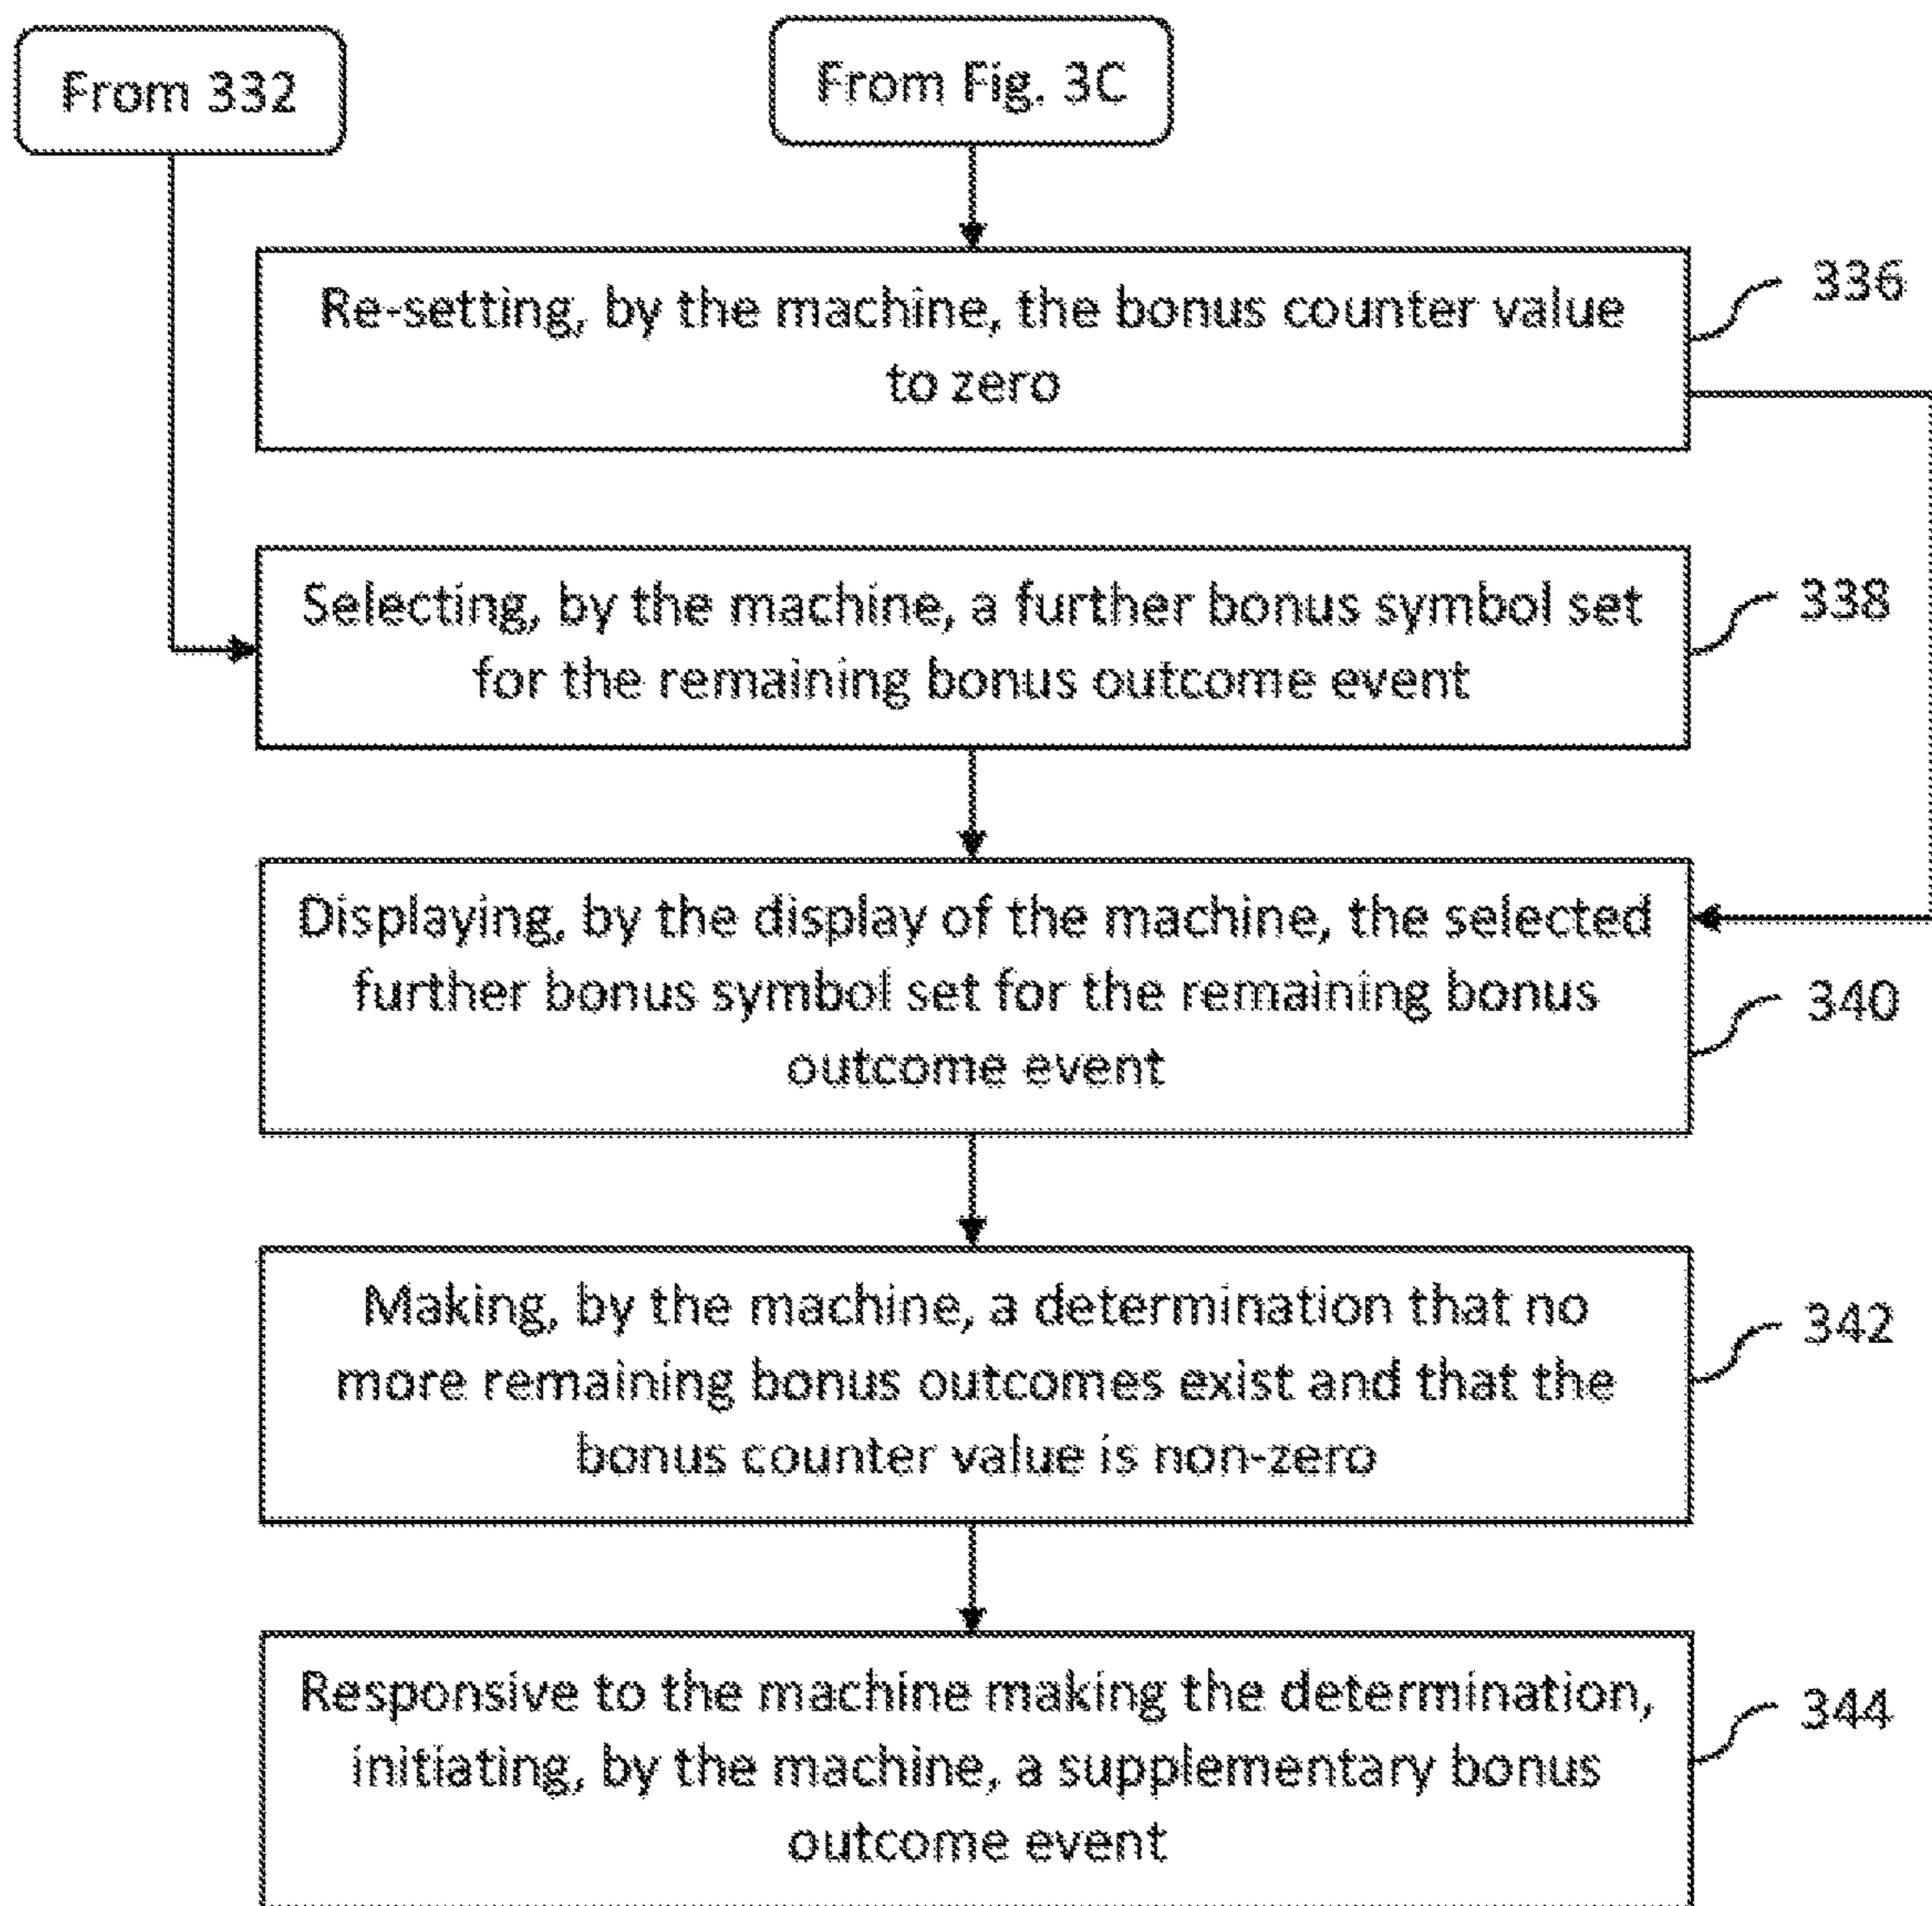 From 332
From Fig. 3C
Re-setting, by the machine, the bonus counter value
to zero
336
Selecting, by the machine, a further bonus symbol set
for the remaining bonus outcome event
338
Displaying, by the display of the machine, the selected
further bonus symbol set for the remaining bonus
outcome event
340
Making, by the machine, a determination that no
more remaining bonus outcomes exist and that the
bonus counter value is non-zero
342
Responsive to the machine making the determination,
initiating, by the machine, a supplementary bonus
outcome event
344